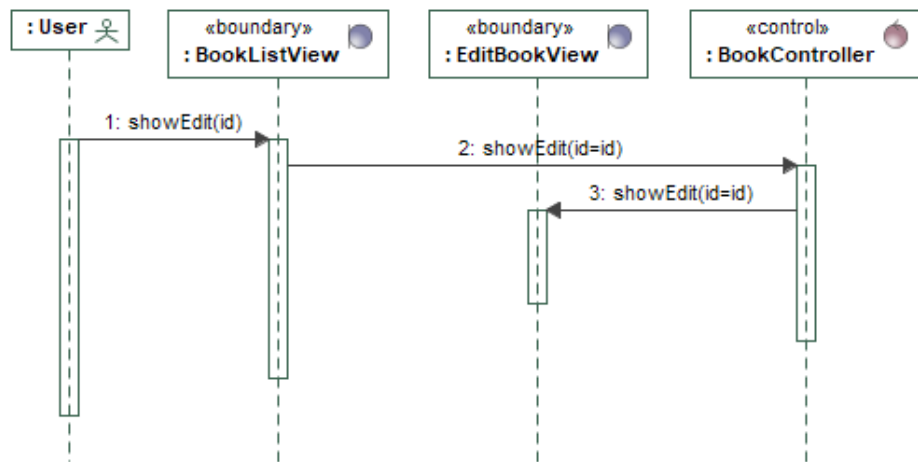 : User
«boundary»
: BookListView
«boundary»
: EditBookView
«control»
: BookController
1: showEdit(id)
2: showEdit(id=id)
3: showEdit(id=id)